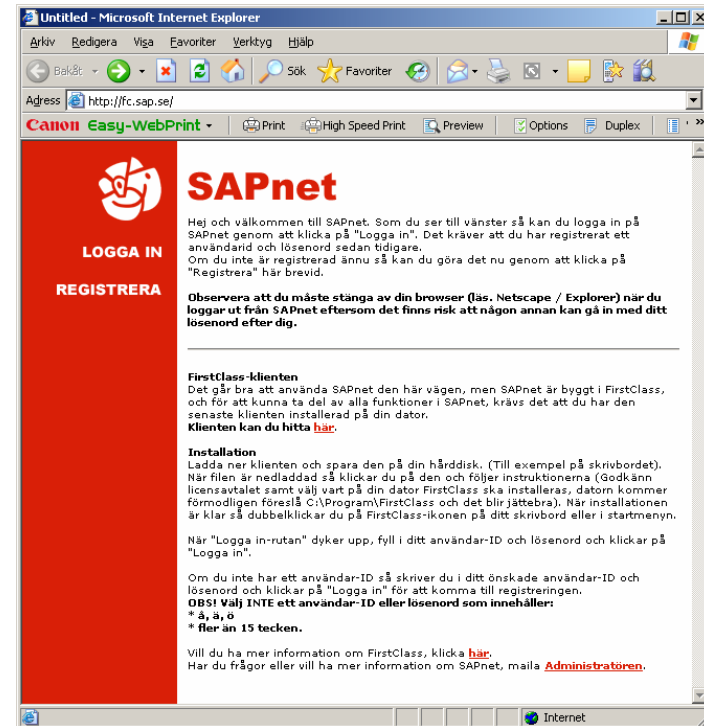 Untitled - Microsoft Internet Explorer
Arkiv Redigera Visa Favoriter Verktyg Hjälp
Bakåt Sök Favoriter
Adress http://fc.sap.se/
Canon Easy-WebPrint Print High Speed Print Preview Options Duplex »
SAPnet
Hej och välkommen till SAPnet. Som du ser till vänster så kan du logga in på
SAPnet genom att klicka på "Logga in". Det kräver att du har registrerat ett
användarid och lösenord sedan tidigare.
Om du inte är registrerad ännu så kan du göra det nu genom att klicka på
"Registrera" här brevid.
LOGGA IN
REGISTRERA
Observera att du måste stänga av din browser (läs. Netscape / Explorer) när du
loggar ut från SAPnet eftersom det finns risk att någon annan kan gå in med ditt
lösenord efter dig.
FirstClass-klienten
Det går bra att använda SAPnet den här vägen, men SAPnet är byggt i FirstClass,
och för att kunna ta del av alla funktioner i SAPnet, krävs det att du har den
senaste klienten installerad på din dator.
Klienten kan du hitta här.
Installation
Ladda ner klienten och spara den på din hårddisk. (Till exempel på skrivbordet).
När filen är nedladdad så klickar du på den och följer instruktionerna (Godkänn
licensavtalet samt välj vart på din dator FirstClass ska installeras, datorn kommer
förmodligen föreslå C:\Program\FirstClass och det blir jättebra). När installationen
är klar så dubbelklickar du på FirstClass-ikonen på ditt skrivbord eller i startmenyn.
När "Logga in-rutan" dyker upp, fyll i ditt användar-ID och lösenord och klickar på
"Logga in".
Om du inte har ett användar-ID så skriver du i ditt önskade användar-ID och
lösenord och klickar på "Logga in" för att komma till registreringen.
OBS! Välj INTE ett användar-ID eller lösenord som innehåller:
* å, ä, ö
* fler än 15 tecken.
Vill du ha mer information om FirstClass, klicka här.
Har du frågor eller vill ha mer information om SAPnet, maila Administratören.
Internet